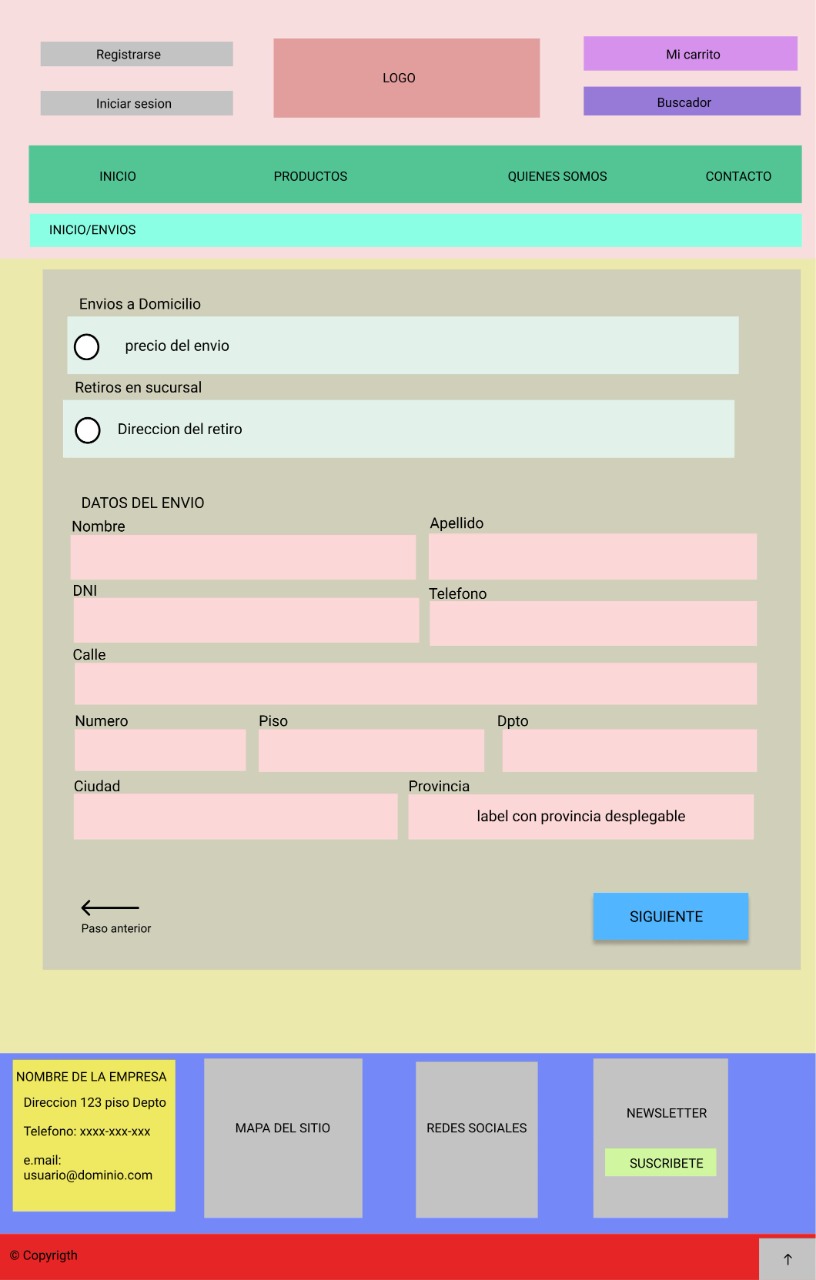 Registrarse
LOGO
Mi carrito
Iniciar sesion
Buscador
INICIO
PRODUCTOS
QUIENES SOMOS
CONTACTO
INICIO/ENVIOS
Envios a Domicilio
precio del envio
Retiros en sucursal
Direccion del retiro
DATOS DEL ENVIO
Nombre
Apellido
DNI
Telefono
Calle
Numero
Piso
Dpto
Ciudad
Provincia
label con provincia desplegable
Paso anterior
SIGUIENTE
NOMBRE DE LA EMPRESA
Direccion 123 piso Depto
Telefono: xxxx-xxx-xxx
e.mail:
usuario@dominio.com
MAPA DEL SITIO
REDES SOCIALES
NEWSLETTER
SUSCRIBETE
© Copyrigth